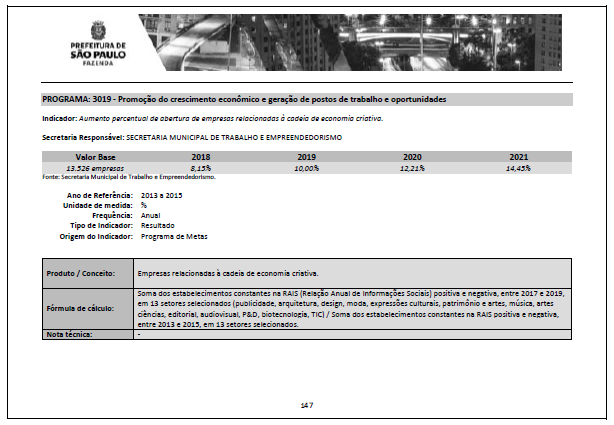 PREFEITURA DE
SÃO PAULO
FAZENDA
PROGRAMA: 3019 - Promoção do crescimento econômico e geração de postos de trabalho e oportunidades
Indicador: Aumento percentual de abertura de empresas relacionadas à cadeia de economia criativa.
Secretaria Responsável: SECRETARIA MUNICIPAL DE TRABALHO E EMPREENDEDORISMO
Valor Base 2018 2019 2020 2021
13.526 empresas 8,15% 10,00% 12,21% 14,45%
Fonte: Secretaria Municipal de Trabalho e Empreendedorismo.
Ano de Referência: 2013 a 2015
Unidade de medida: %
Frequência: Anual
Tipo de Indicador: Resultado
Origem do Indicador: Programa de Metas
Produto / Conceito: Empresas relacionadas à cadeia de economia criativa.
Fórmula de cálculo: Soma dos estabelecimentos constantes na RAIS (Relação Anual de Informações Sociais) positiva e negativa, entre 2017 e 2019,
em 13 setores selecionados (publicidade, arquitetura, design, moda, expressões culturais, patrimônio e artes, música, artes
ciências, editorial, audiovisual, P&D, biotecnologia, TIC) / Soma dos estabelecimentos constantes na RAIS positiva e negativa,
entre 2013 e 2015, em 13 setores selecionados.
Nota técnica: -
147